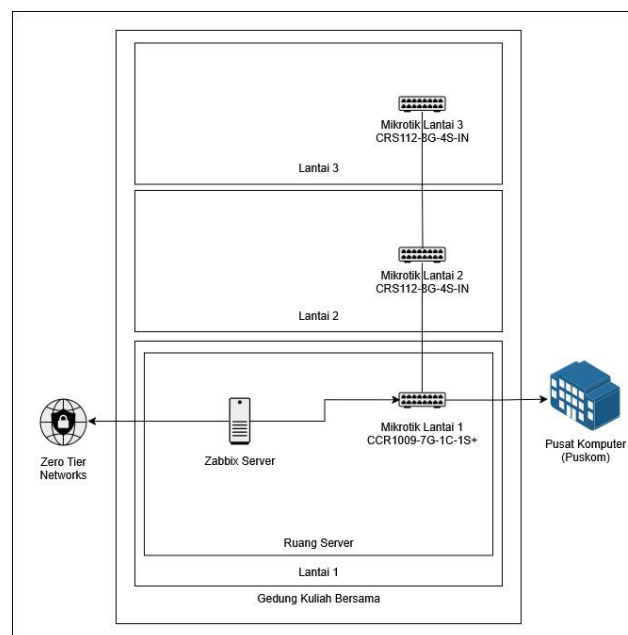 Mikrotik Lantai 3
CRS112-8G-4S-IN
Lantai 3
Mikrotik Lantai 2
CRS112-8G-4S-IN
Lantai 2
Mikrotik Lantai 1
CCR1009-7G-1C-1S+
Zero Tier
Networks
Zabbix Server
Pusat Komputer
(Puskom)
Ruang Server
Lantai 1
Gedung Kuliah Bersama